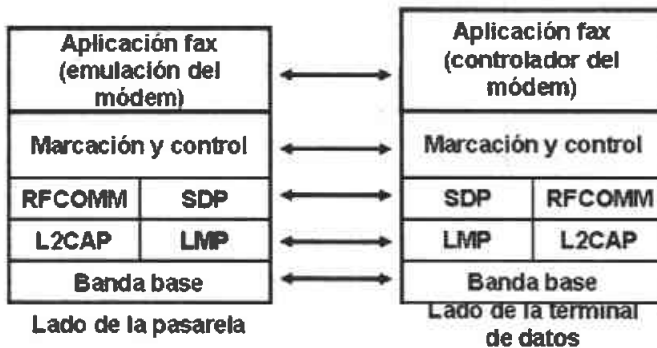 Aplicación fax
(emulación del
módem)
Marcación y control
RFCOMM
SDP
L2CAP
LMP
Banda base
Lado de la pasarela
Aplicación fax
(controlador del
módem)
Marcación y control
SDP
RFCOMM
LMP
L2CAP
Banda base
Lado de la terminal
de datos